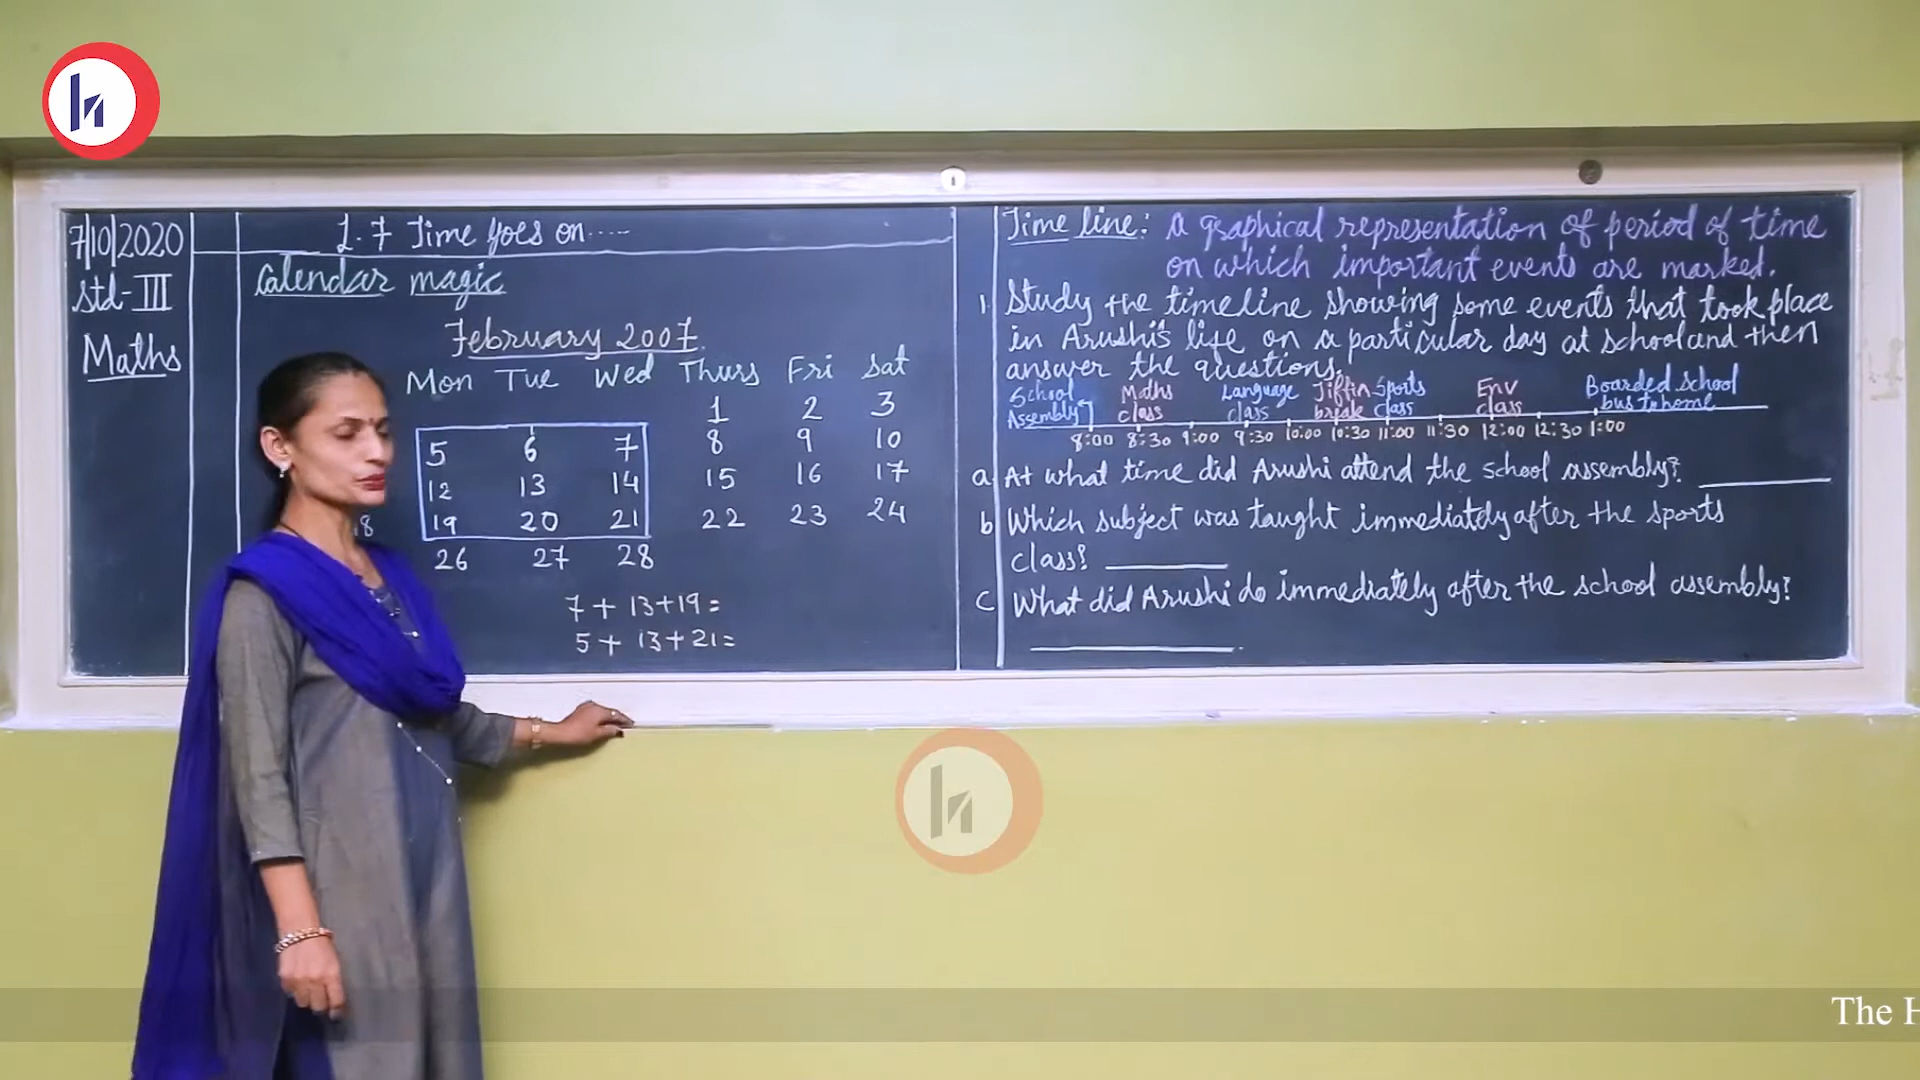 7/10/2020
std-III
Maths
1.7 Time goes on.....
Calendar magic
February 2007
Mon Tue Wed Thurs Fri Sat
1 2 3
5 6 7 8 9 10
12 13 14 15 16 17
18 19 20 21 22 23 24
26 27 28
7 + 13+19 =
5 + 13+21=
Time line: A graphical representation of period of time
on which important events are marked.
1. Study the timeline showing some events that took place
in Arushi's life on a particular day at school and then
answer the questions.
School Maths Language Tiffin Sports Env Boarded School
Assembly class class break class class bus to home
8:00 8:30 9:00 9:30 10:00 10:30 11:00 11:30 12:00 12:30 1:00
a. At what time did Arushi attend the school assembly?
b Which subject was taught immediately after the sports
class?
c What did Arushi do immediately after the school assembly?
The H